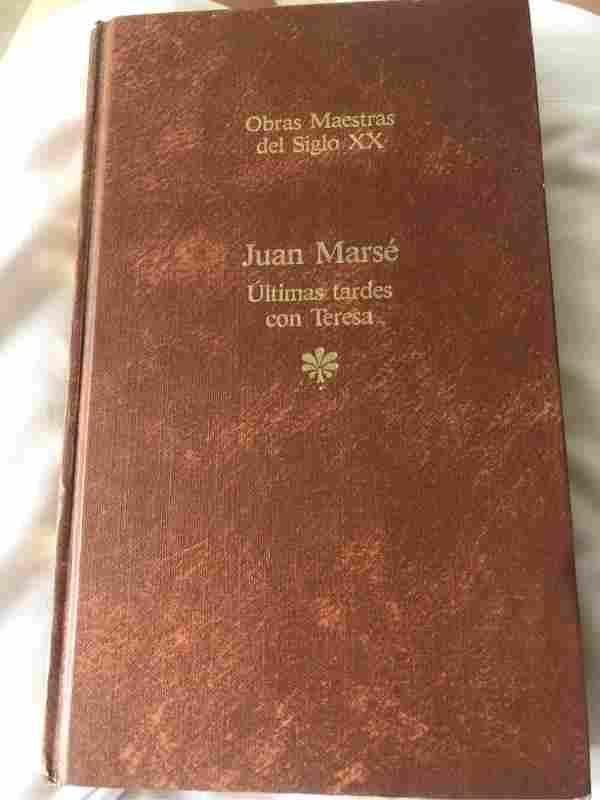 Obras Maestras
del Siglo XX
Juan Marsé
Últimas tardes
con Teresa